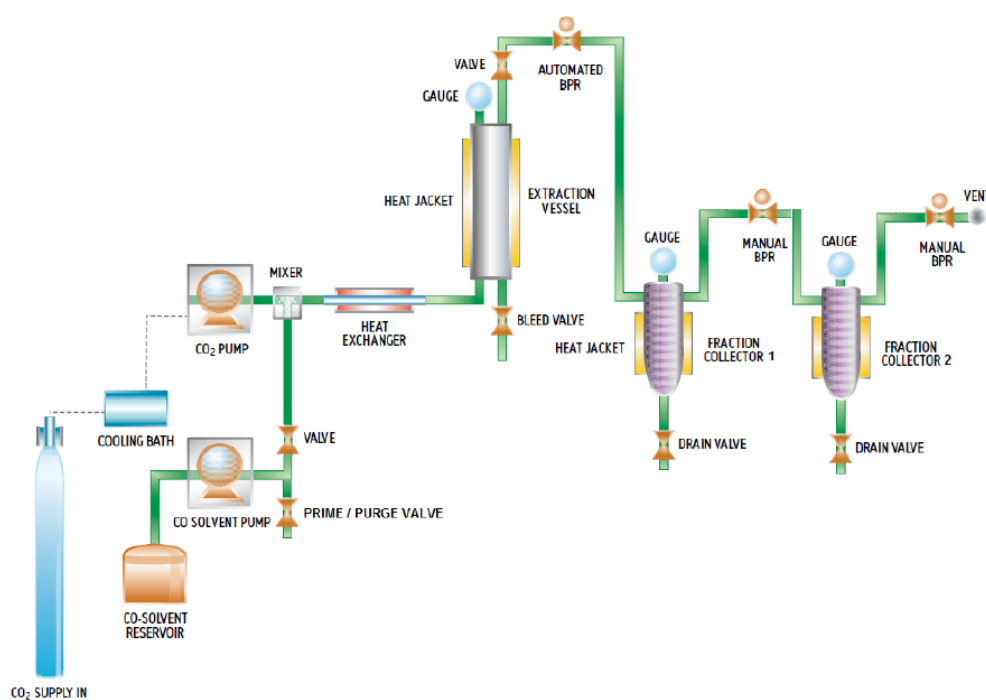 VALVE
AUTOMATED
BPR
GAUGE
HEAT JACKET
EXTRACTION
VESSEL
VENT
GAUGE
MANUAL
BPR
GAUGE
MANUAL
BPR
MIXER
CO₂ PUMP
HEAT
EXCHANGER
BLEED VALVE
HEAT JACKET
FRACTION
COLLECTOR 1
FRACTION
COLLECTOR 2
COOLING BATH
VALVE
DRAIN VALVE
DRAIN VALVE
CO SOLVENT PUMP
PRIME / PURGE VALVE
CO-SOLVENT
RESERVOIR
CO₂ SUPPLY IN